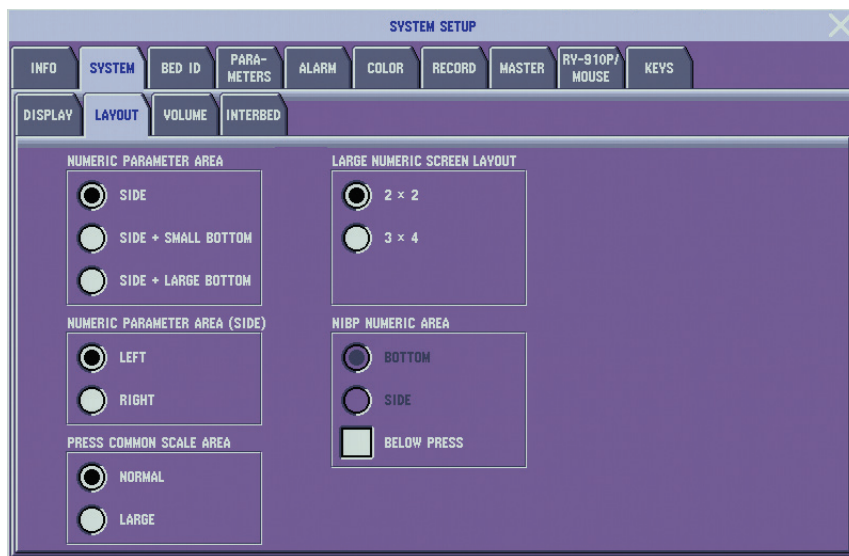 SYSTEM SETUP
INFO
SYSTEM
BED ID
PARA-
METERS
ALARM
COLOR
RECORD
MASTER
RY-910P/
MOUSE
KEYS
DISPLAY
LAYOUT
VOLUME
INTERBED
NUMERIC PARAMETER AREA
SIDE
SIDE + SMALL BOTTOM
SIDE + LARGE BOTTOM
NUMERIC PARAMETER AREA (SIDE)
LEFT
RIGHT
PRESS COMMON SCALE AREA
NORMAL
LARGE
LARGE NUMERIC SCREEN LAYOUT
2 × 2
3 × 4
NIBP NUMERIC AREA
BOTTOM
SIDE
BELOW PRESS